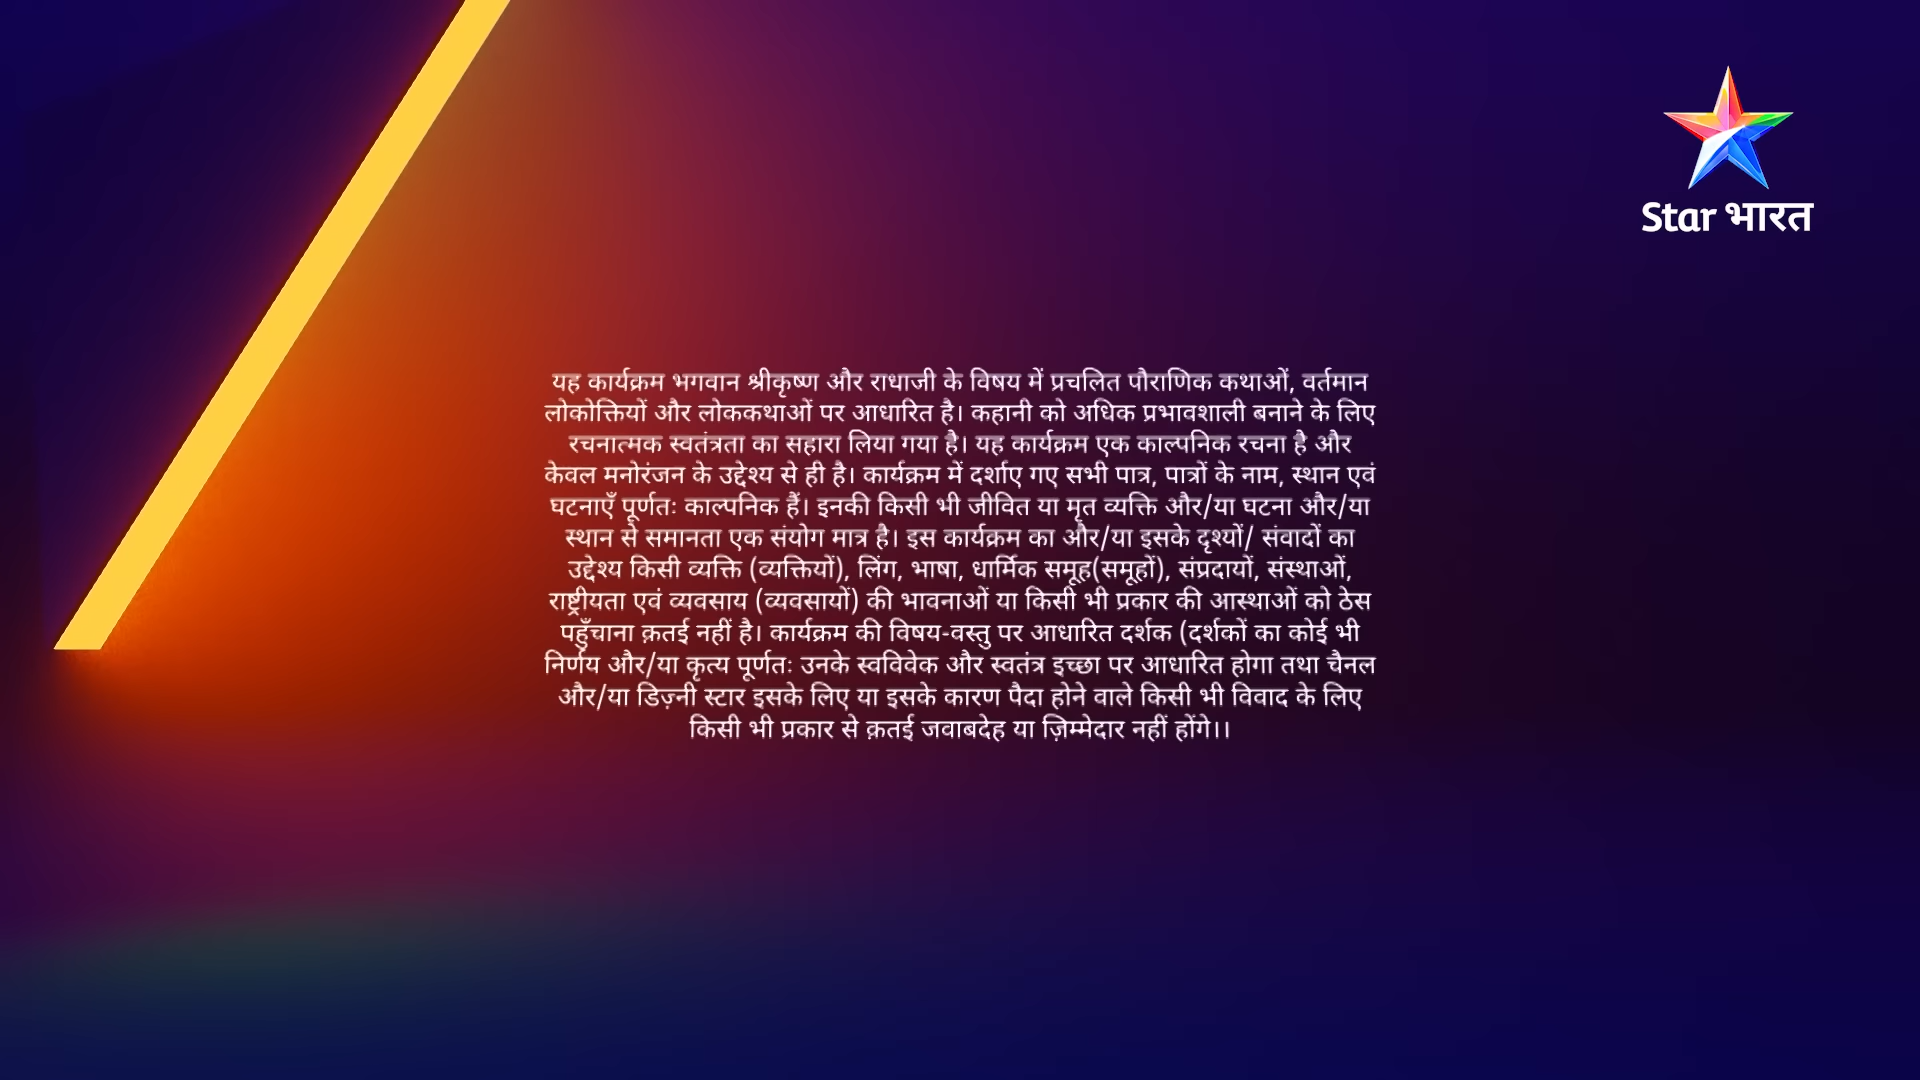 Star भारत
यह कार्यक्रम भगवान श्रीकृष्ण और राधाजी के विषय में प्रचलित पौराणिक कथाओं, वर्तमान
लोकोक्तियों और लोककथाओं पर आधारित है। कहानी को अधिक प्रभावशाली बनाने के लिए
रचनात्मक स्वतंत्रता का सहारा लिया गया है। यह कार्यक्रम एक काल्पनिक रचना है और
केवल मनोरंजन के उद्देश्य से ही है। कार्यक्रम में दर्शाए गए सभी पात्र, पात्रों के नाम, स्थान एवं
घटनाएँ पूर्णतः काल्पनिक हैं। इनकी किसी भी जीवित या मृत व्यक्ति और/या घटना और/या
स्थान से समानता एक संयोग मात्र है। इस कार्यक्रम का और/या इसके दृश्यों/ संवादों का
उद्देश्य किसी व्यक्ति (व्यक्तियों), लिंग, भाषा, धार्मिक समूह(समूहों), संप्रदायों, संस्थाओं,
राष्ट्रीयता एवं व्यवसाय (व्यवसायों) की भावनाओं या किसी भी प्रकार की आस्थाओं को ठेस
पहुँचाना क़तई नहीं है। कार्यक्रम की विषय-वस्तु पर आधारित दर्शक (दर्शकों का कोई भी
निर्णय और/या कृत्य पूर्णतः उनके स्वविवेक और स्वतंत्र इच्छा पर आधारित होगा तथा चैनल
और/या डिज़्नी स्टार इसके लिए या इसके कारण पैदा होने वाले किसी भी विवाद के लिए
किसी भी प्रकार से क़तई जवाबदेह या ज़िम्मेदार नहीं होंगे।।